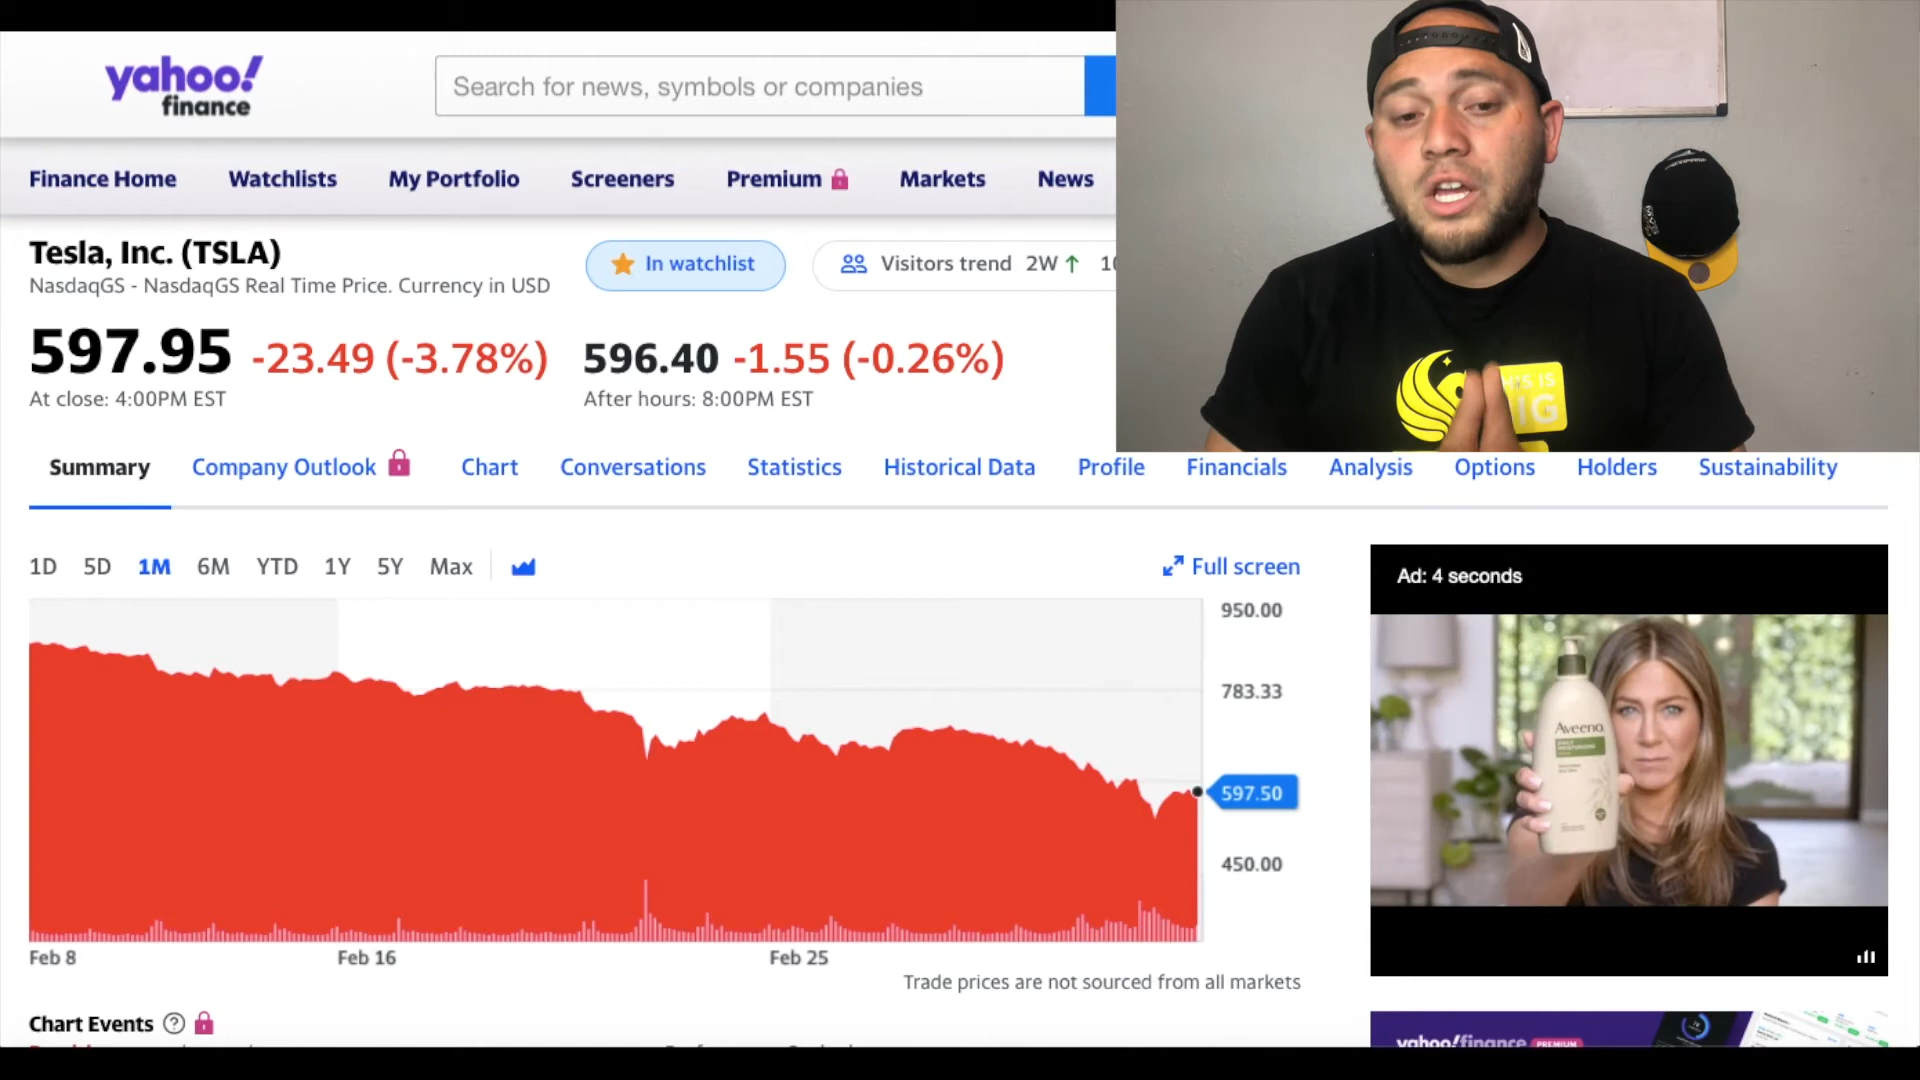 yahoo!
finance
Search for news, symbols or companies
Finance Home Watchlists My Portfolio Screeners Premium Markets News
Tesla, Inc. (TSLA)
NasdaqGS - NasdaqGS Real Time Price. Currency in USD
In watchlist
Visitors trend 2W ↑
597.95 -23.49 (-3.78%)
At close: 4:00PM EST
596.40 -1.55 (-0.26%)
After hours: 8:00PM EST
HIS IS
IG
Summary Company Outlook Chart Conversations Statistics Historical Data Profile Financials Analysis Options Holders Sustainability
1D 5D 1M 6M YTD 1Y 5Y Max
Full screen
950.00
783.33
597.50
450.00
Feb 8 Feb 16 Feb 25
Trade prices are not sourced from all markets
Chart Events ?
Ad: 4 seconds
Aveeno
yahoo!finance PREMIUM